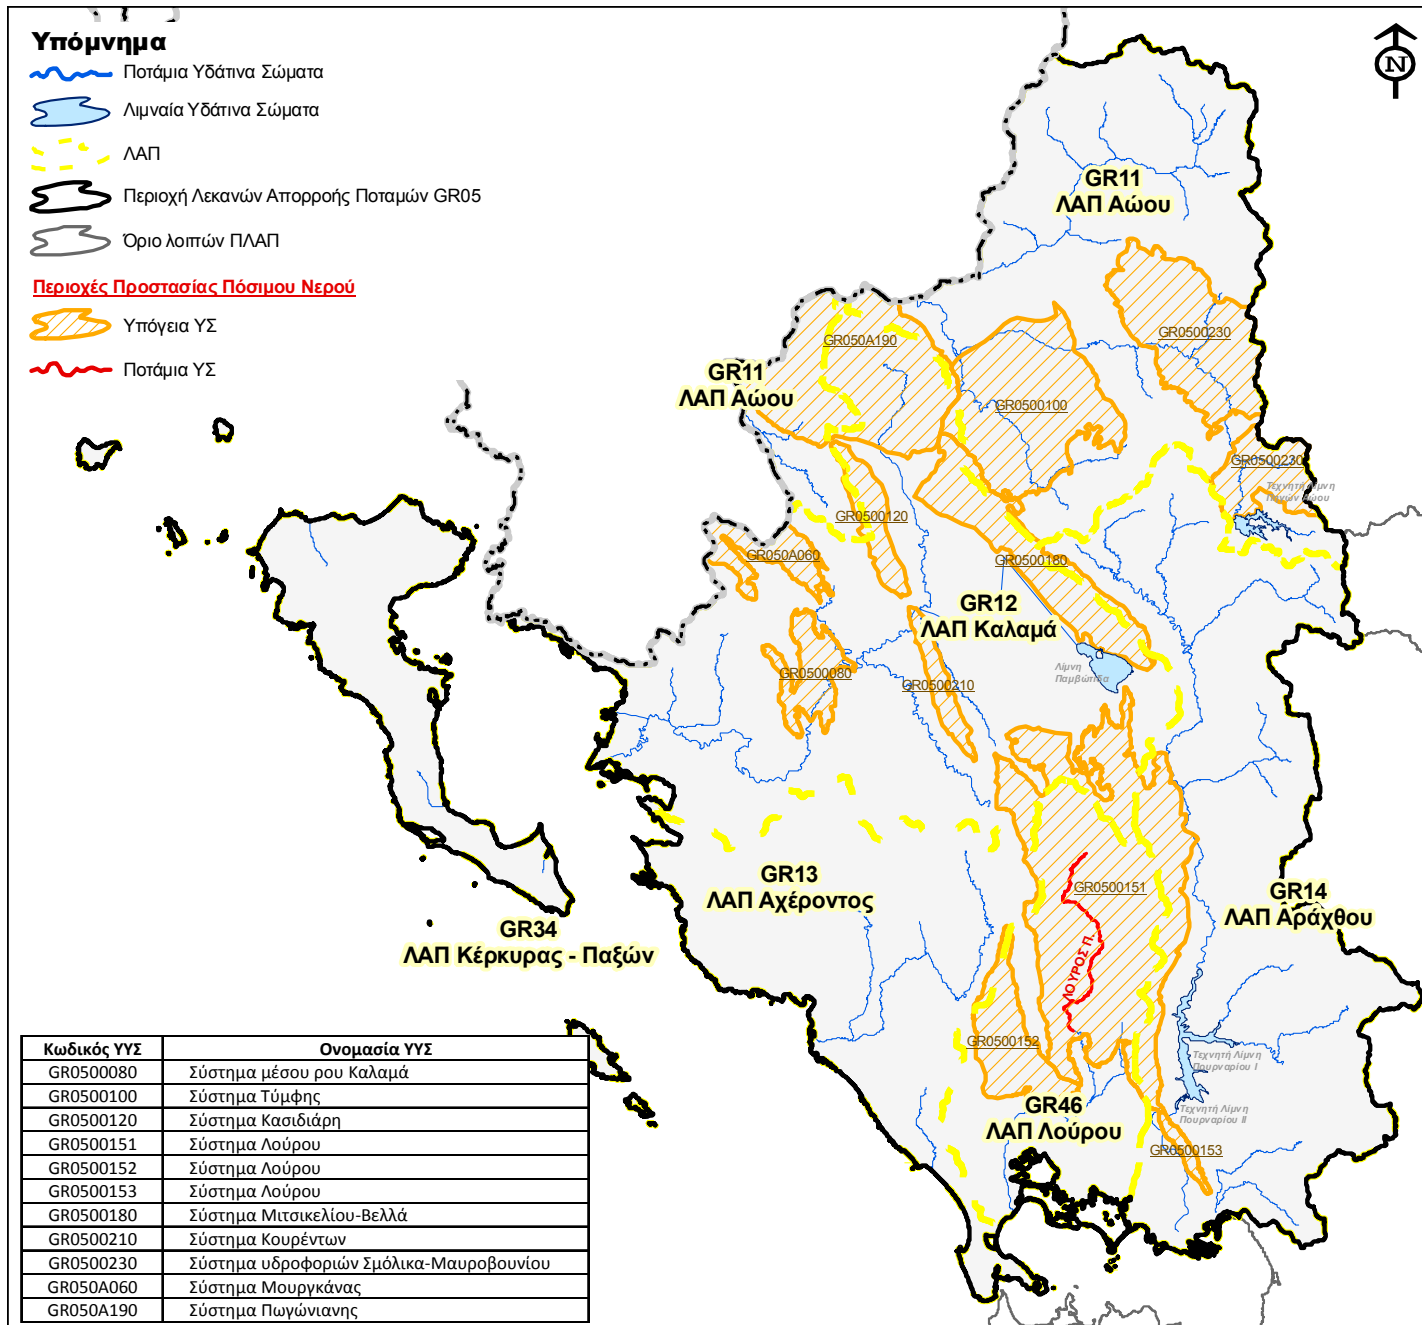 Υπόμνημα
Ποτάμια Υδάτινα Σώματα
Λιμναία Υδάτινα Σώματα
ΛΑΠ
Περιοχή Λεκανών Απορροής Ποταμών GR05
Όριο λοιπών ΠΛΑΠ
Περιοχές Προστασίας Πόσιμου Νερού
Υπόγεια ΥΣ
Ποτάμια ΥΣ
N
GR11
ΛΑΠ Αώου
GR0500230
GR050A190
GR11
ΛΑΠ Αώου
GR0500100
GR0500230
Τεχνητή Λίμνη
Πηγών Αώου
GR0500120
GR050A060
GR0500180
GR12
ΛΑΠ Καλαμά
Λίμνη
Παμβώτιδα
GR0500080
GR0500210
GR13
ΛΑΠ Αχέροντος
GR0500151
GR14
ΛΑΠ Αράχθου
GR34
ΛΑΠ Κέρκυρας - Παξών
ΛΟΥΡΟΣ Π.
GR0500152
Τεχνητή Λίμνη
Πουρναρίου I
GR46
ΛΑΠ Λούρου
Τεχνητή Λίμνη
Πουρναρίου II
GR0500153
Κωδικός ΥΥΣ Ονομασία ΥΥΣ
GR0500080 Σύστημα μέσου ρου Καλαμά
GR0500100 Σύστημα Τύμφης
GR0500120 Σύστημα Κασιδιάρη
GR0500151 Σύστημα Λούρου
GR0500152 Σύστημα Λούρου
GR0500153 Σύστημα Λούρου
GR0500180 Σύστημα Μιτσικελίου-Βελλά
GR0500210 Σύστημα Κουρέντων
GR0500230 Σύστημα υδροφοριών Σμόλικα-Μαυροβουνίου
GR050A060 Σύστημα Μουργκάνας
GR050A190 Σύστημα Πωγώνιανης